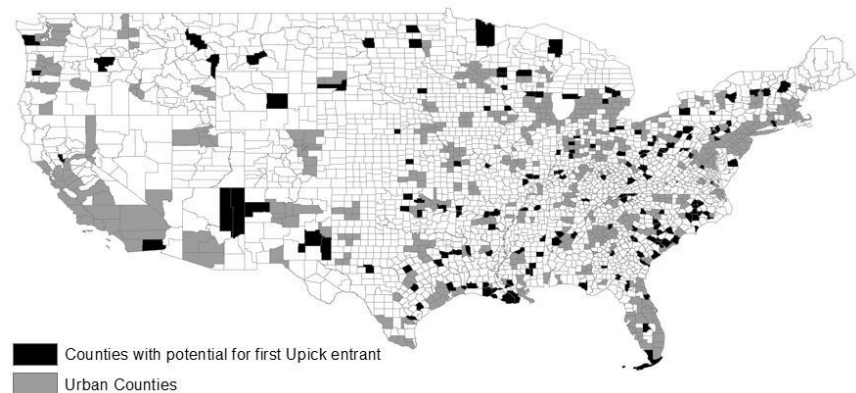 Counties with potential for first Upick entrant
Urban Counties